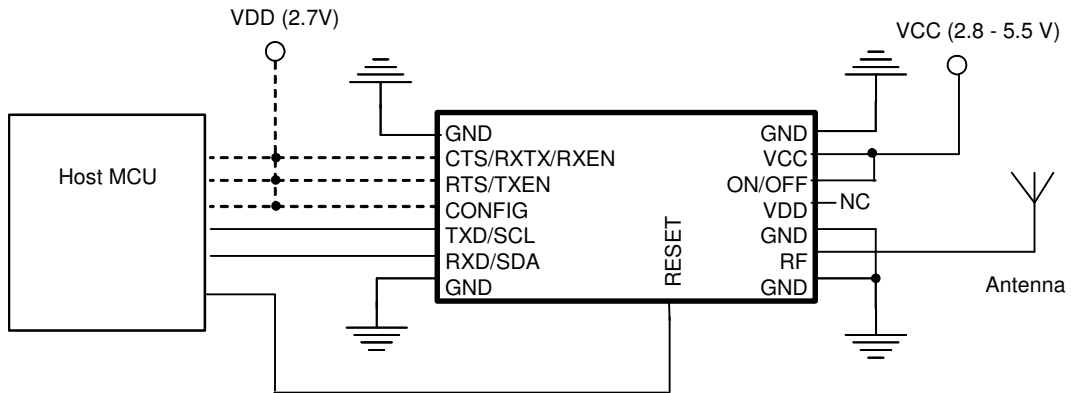 VDD (2.7V)
VCC (2.8 - 5.5 V)
Host MCU
GND
CTS/RXTX/RXEN
RTS/TXEN
CONFIG
TXD/SCL
RXD/SDA
GND
RESET
GND
VCC
ON/OFF
VDD
NC
GND
RF
GND
Antenna